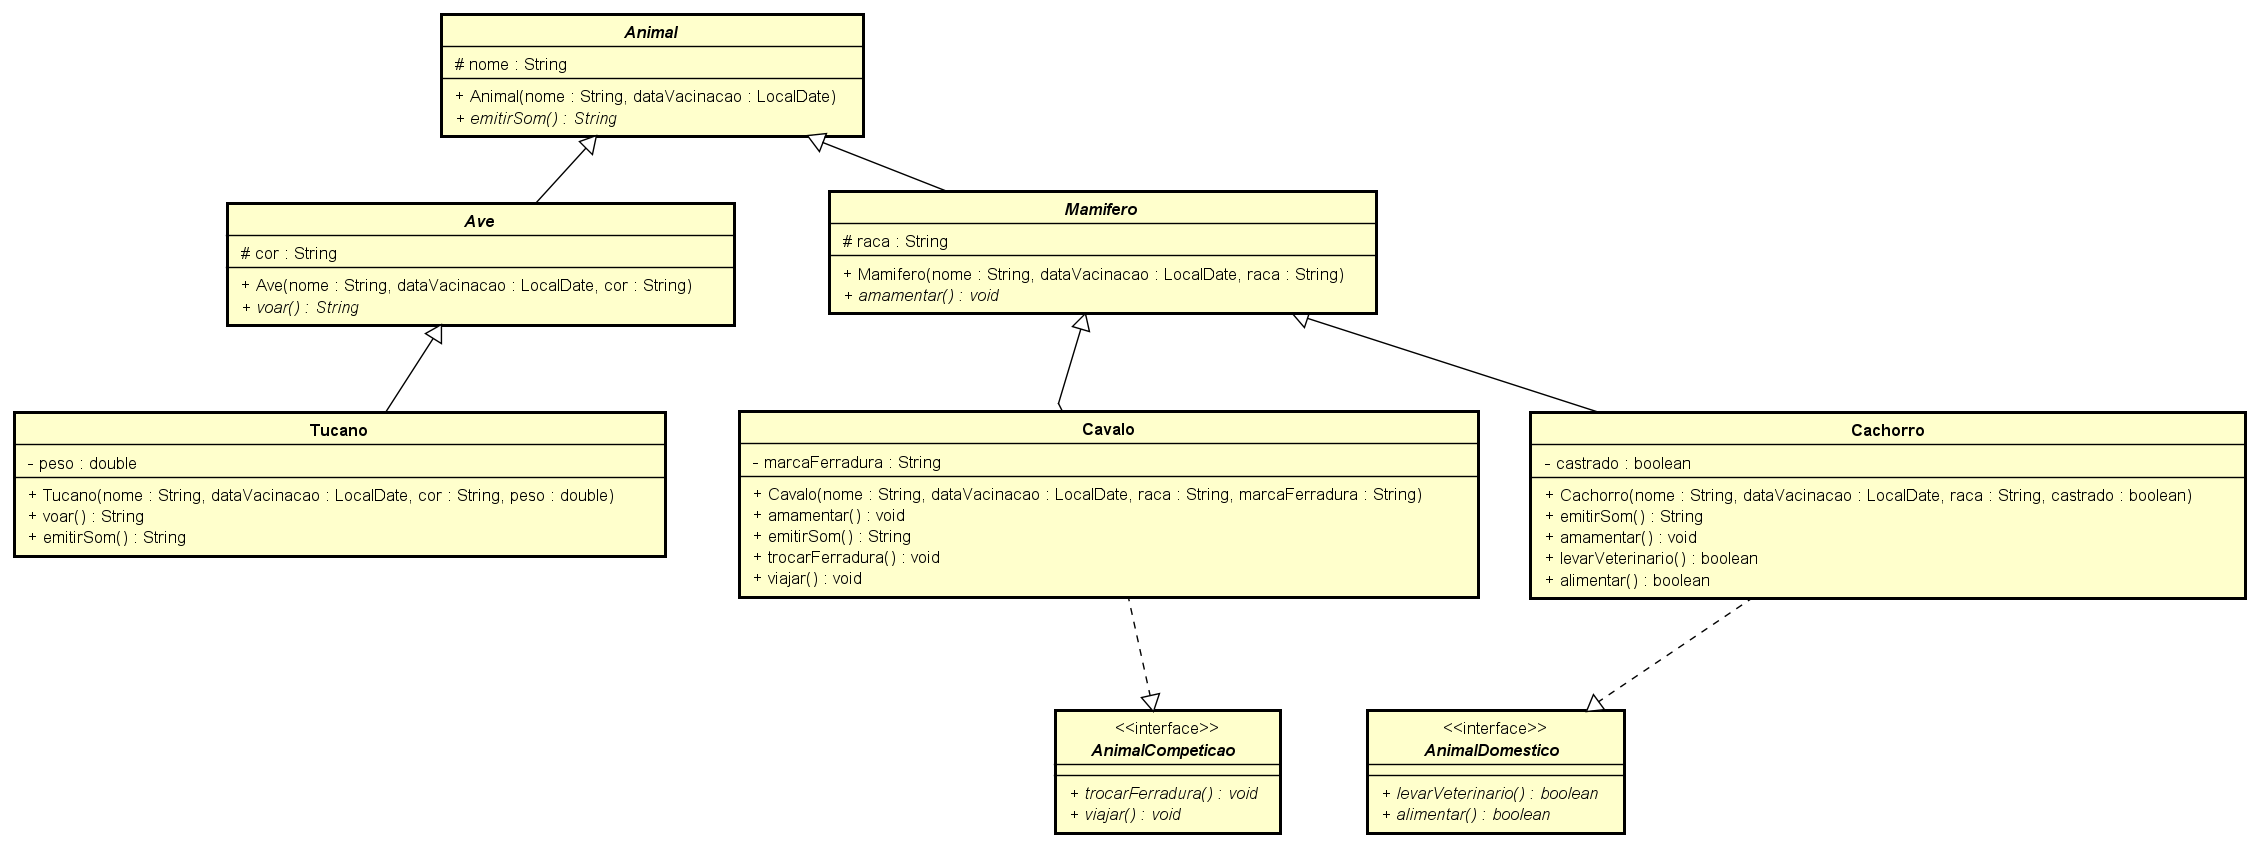 Animal
# nome : String
+ Animal(nome : String, dataVacinacao : LocalDate)
+ emitirSom() : String
Ave
# cor : String
+ Ave(nome : String, dataVacinacao : LocalDate, cor : String)
+ voar() : String
Mamifero
# raca : String
+ Mamifero(nome : String, dataVacinacao : LocalDate, raca : String)
+ amamentar() : void
Tucano
- peso : double
+ Tucano(nome : String, dataVacinacao : LocalDate, cor : String, peso : double)
+ voar() : String
+ emitirSom() : String
Cavalo
- marcaFerradura : String
+ Cavalo(nome : String, dataVacinacao : LocalDate, raca : String, marcaFerradura : String)
+ amamentar() : void
+ emitirSom() : String
+ trocarFerradura() : void
+ viajar() : void
Cachorro
- castrado : boolean
+ Cachorro(nome : String, dataVacinacao : LocalDate, raca : String, castrado : boolean)
+ emitirSom() : String
+ amamentar() : void
+ levarVeterinario() : boolean
+ alimentar() : boolean
<<interface>>
AnimalCompeticao
+ trocarFerradura() : void
+ viajar() : void
<<interface>>
AnimalDomestico
+ levarVeterinario() : boolean
+ alimentar() : boolean